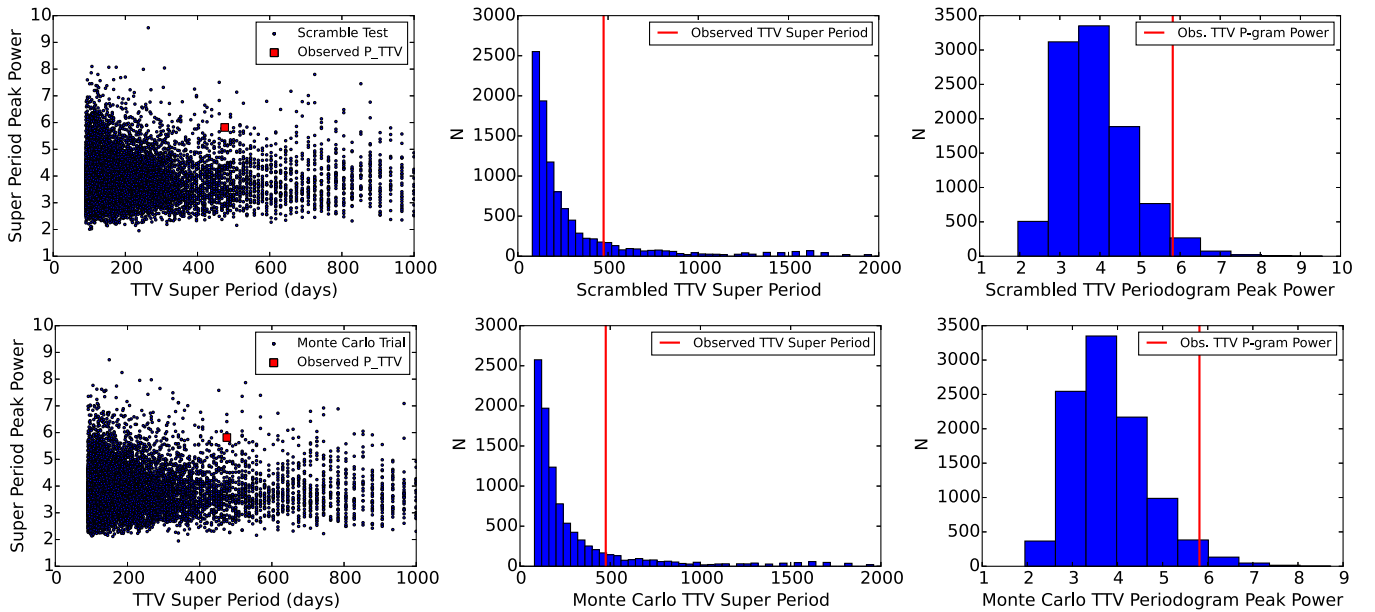 10
9
8
7
6
5
4
3
2
1
Super Period Peak Power
Scramble Test
Observed P_TTV
0 200 400 600 800 1000
TTV Super Period (days)
3000
2500
2000
1500
1000
500
0
N
Observed TTV Super Period
0 500 1000 1500 2000
Scrambled TTV Super Period
3500
3000
2500
2000
1500
1000
500
0
N
Obs. TTV P-gram Power
1 2 3 4 5 6 7 8 9 10
Scrambled TTV Periodogram Peak Power
10
9
8
7
6
5
4
3
2
1
Super Period Peak Power
Monte Carlo Trial
Observed P_TTV
0 200 400 600 800 1000
TTV Super Period (days)
3000
2500
2000
1500
1000
500
0
N
Observed TTV Super Period
0 500 1000 1500 2000
Monte Carlo TTV Super Period
3500
3000
2500
2000
1500
1000
500
0
N
Obs. TTV P-gram Power
1 2 3 4 5 6 7 8 9
Monte Carlo TTV Periodogram Peak Power